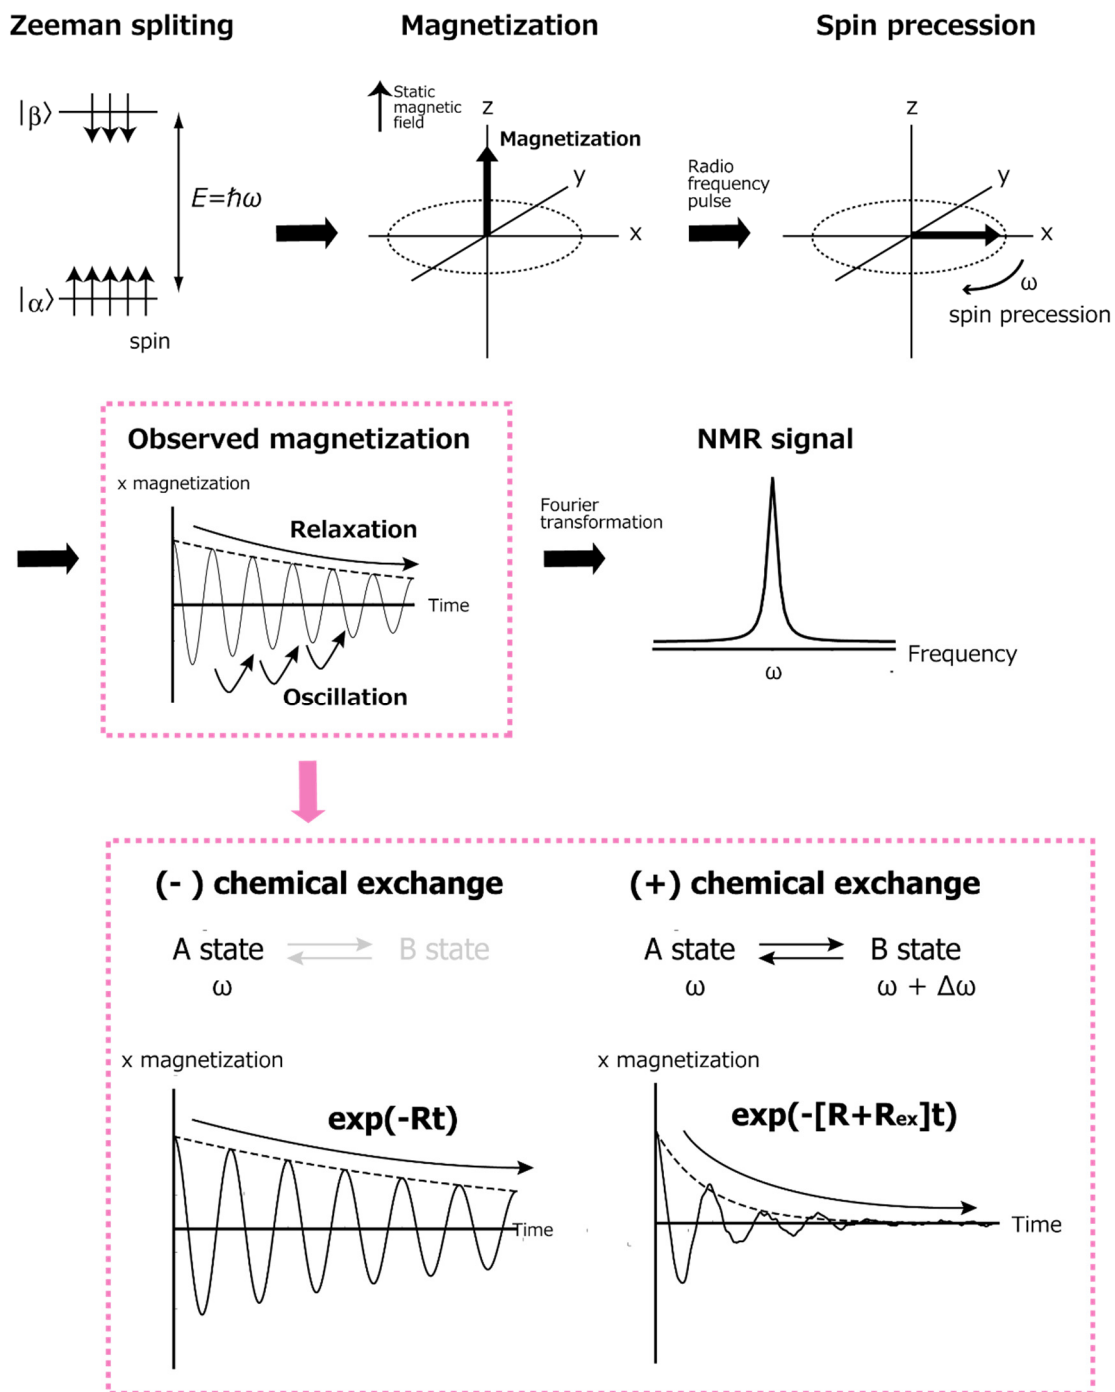 Zeeman spliting
Magnetization
Spin precession
|β⟩
E=ħω
|α⟩
spin
Static
magnetic
field
z
Magnetization
y
x
Radio
frequency
pulse
z
y
x
ω
spin precession
Observed magnetization
x magnetization
Relaxation
Time
Oscillation
Fourier
transformation
NMR signal
Frequency
ω
(- ) chemical exchange
A state
B state
ω
x magnetization
exp(-Rt)
Time
(+) chemical exchange
A state
B state
ω
ω + Δω
x magnetization
exp(-[R+Rex]t)
Time